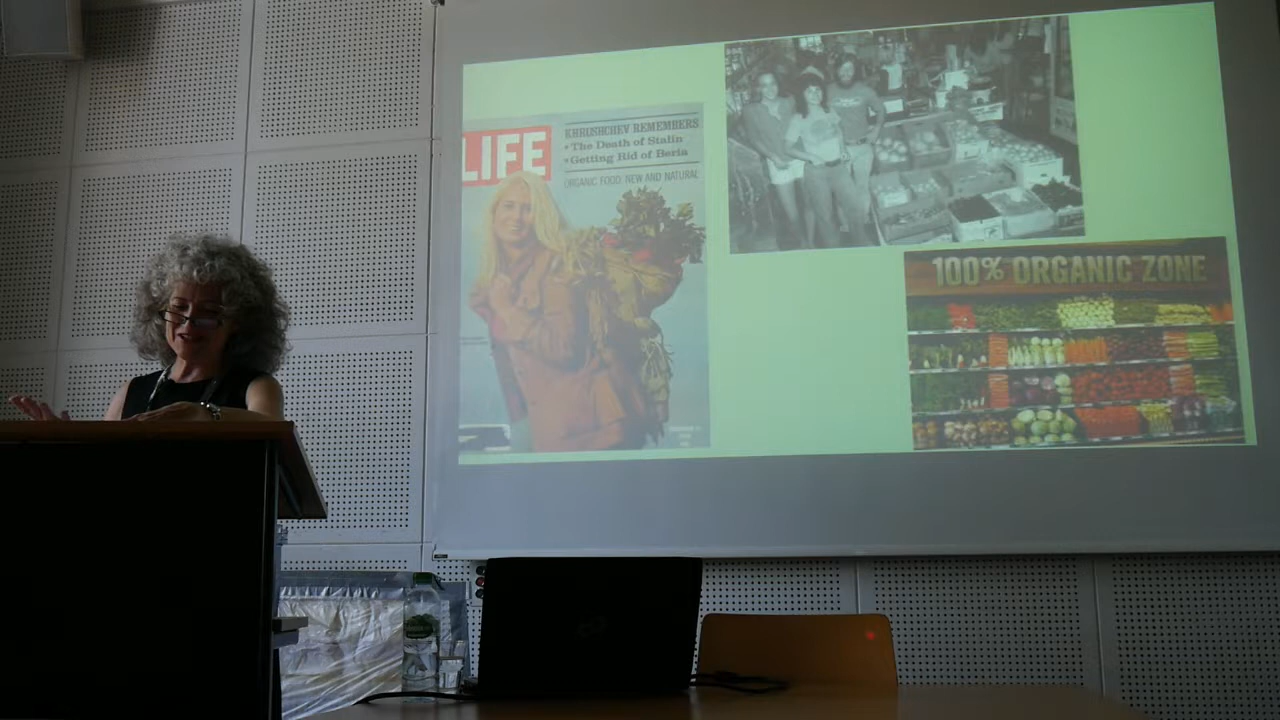 LIFE
KHRUSHCHEV REMEMBERS
• The Death of Stalin
• Getting Rid of Beria
ORGANIC FOOD: NEW AND NATURAL
100% ORGANIC ZONE